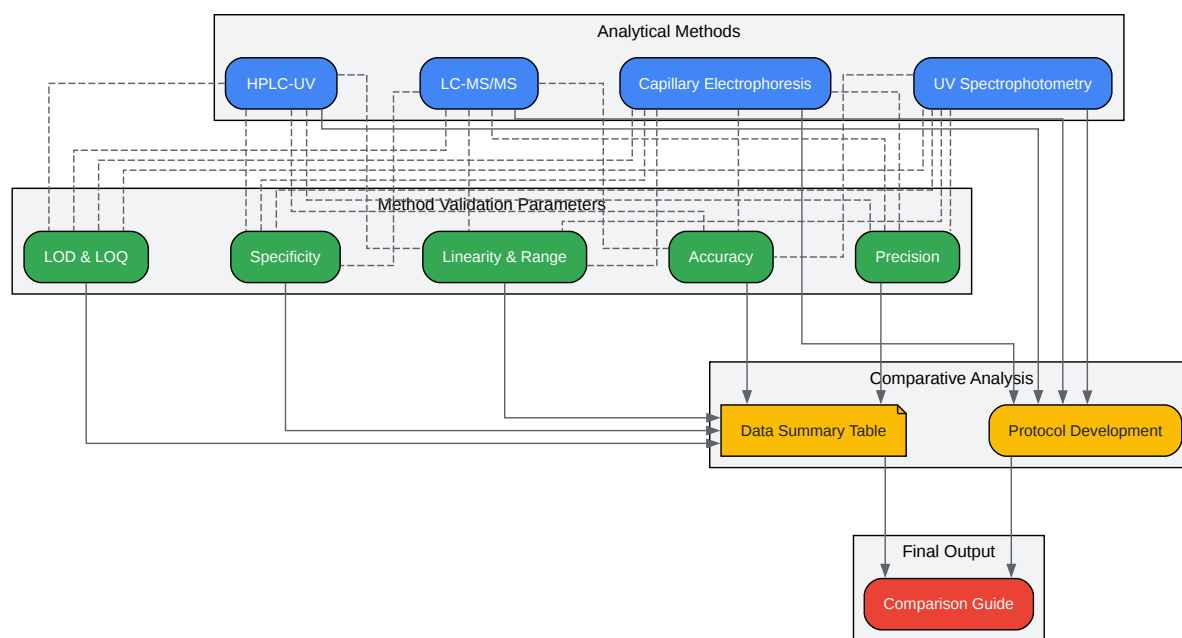 Analytical Methods
HPLC-UV
LC-MS/MS
Capillary Electrophoresis
UV Spectrophotometry
Method Validation Parameters
LOD & LOQ
Specificity
Linearity & Range
Accuracy
Precision
Comparative Analysis
Data Summary Table
Protocol Development
Final Output
Comparison Guide